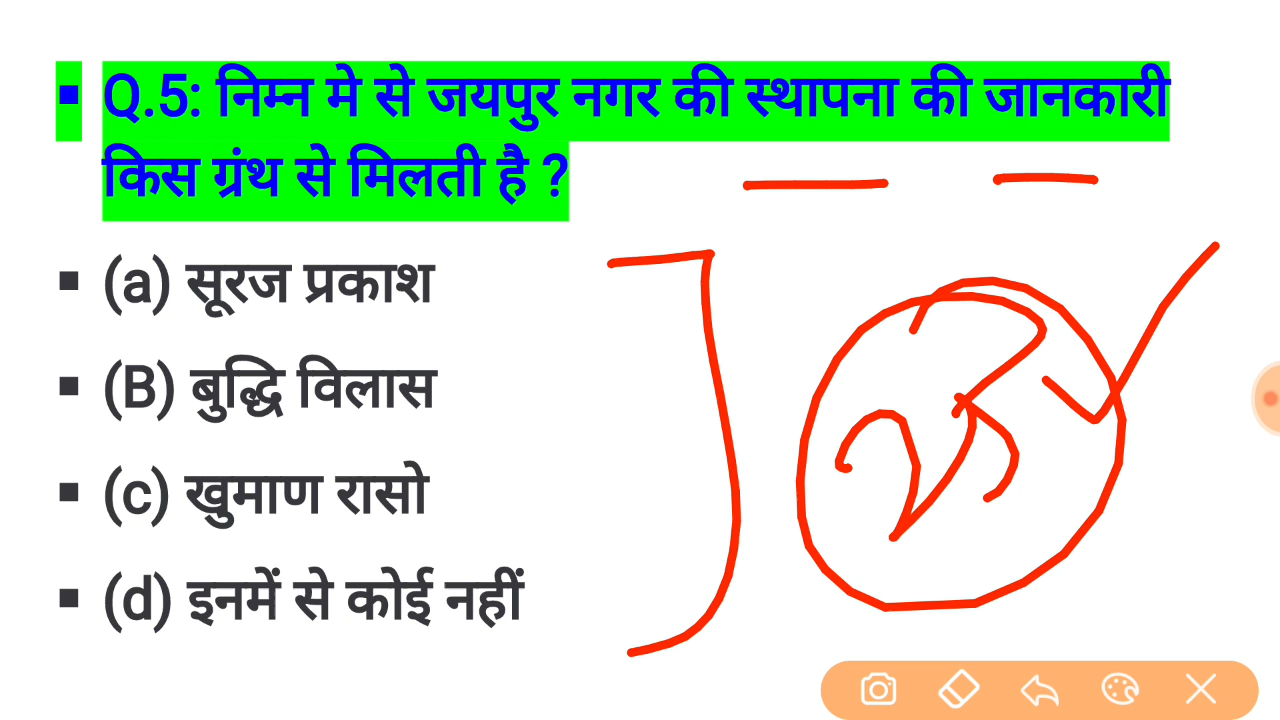 ▪ Q.5: निम्न मे से जयपुर नगर की स्थापना की जानकारी
किस ग्रंथ से मिलती है ?
▪ (a) सूरज प्रकाश
▪ (B) बुद्धि विलास
▪ (c) खुमाण रासो
▪ (d) इनमें से कोई नहीं